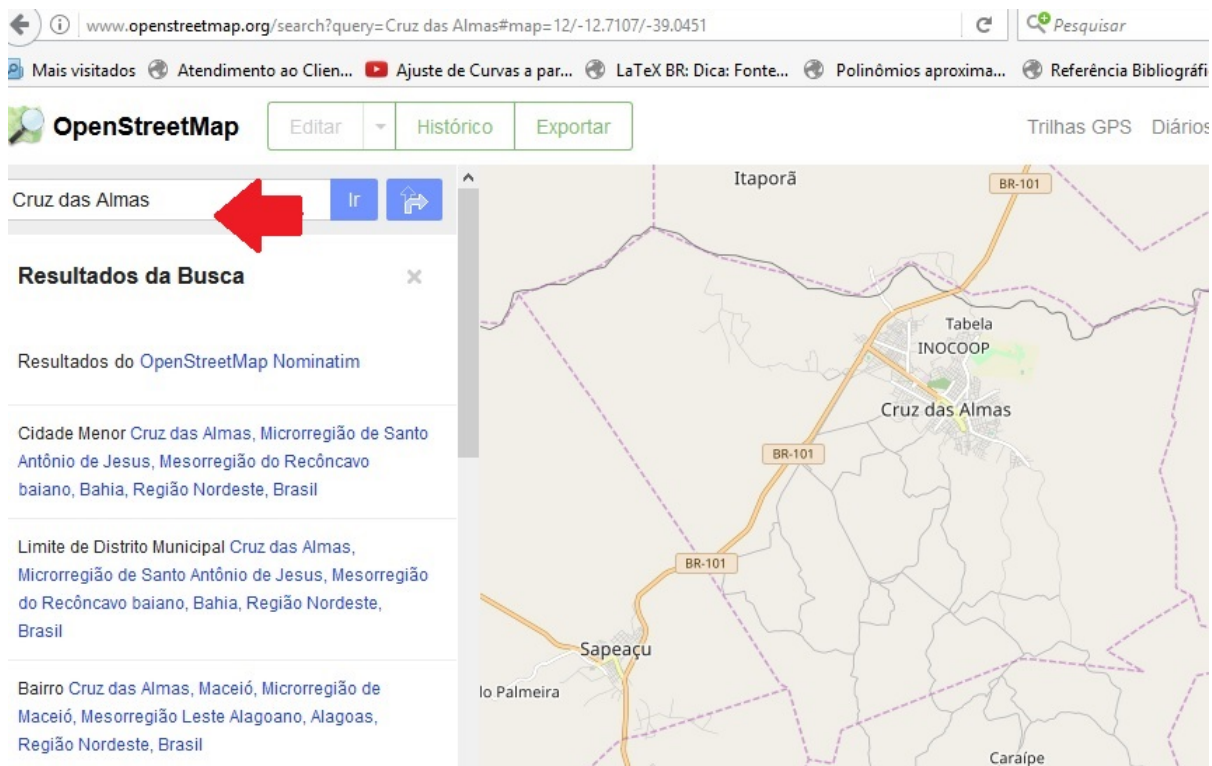 www.openstreetmap.org/search?query=Cruz das Almas#map=12/-12.7107/-39.0451
Pesquisar
Mais visitados Atendimento ao Clien... Ajuste de Curvas a par... LaTeX BR: Dica: Fonte... Polinômios aproxima... Referência Bibliográfi
OpenStreetMap Editar Histórico Exportar Trilhas GPS Diários
Cruz das Almas Ir
Resultados da Busca ×
Resultados do OpenStreetMap Nominatim
Cidade Menor Cruz das Almas, Microrregião de Santo
Antônio de Jesus, Mesorregião do Recôncavo
baiano, Bahia, Região Nordeste, Brasil
Limite de Distrito Municipal Cruz das Almas,
Microrregião de Santo Antônio de Jesus, Mesorregião
do Recôncavo baiano, Bahia, Região Nordeste,
Brasil
Bairro Cruz das Almas, Maceió, Microrregião de
Maceió, Mesorregião Leste Alagoano, Alagoas,
Região Nordeste, Brasil
Itaporã
BR-101
Tabela
INOCOOP
Cruz das Almas
BR-101
BR-101
Sapeaçu
lo Palmeira
Caraípe